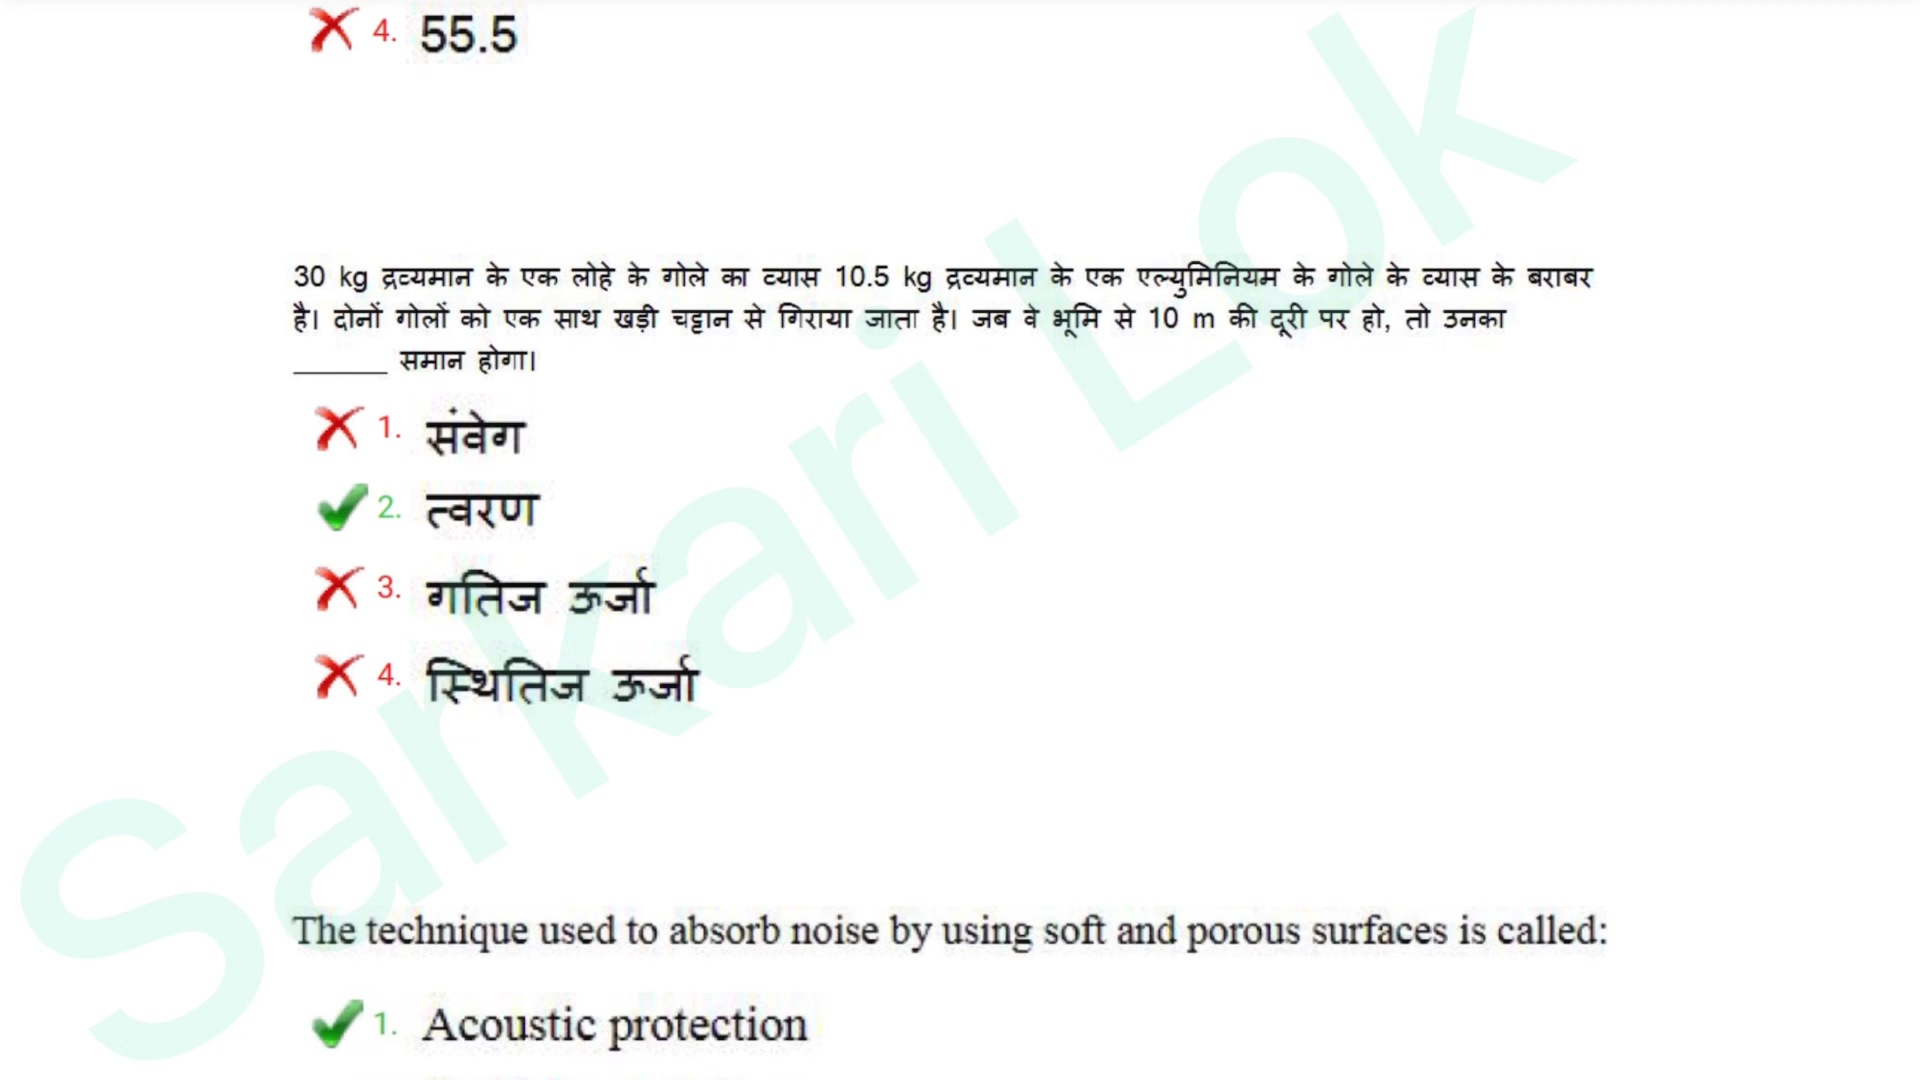 4. 55.5
30 kg द्रव्यमान के एक लोहे के गोले का व्यास 10.5 kg द्रव्यमान के एक एल्युमिनियम के गोले के व्यास के बराबर
है। दोनों गोलों को एक साथ खड़ी चट्टान से गिराया जाता है। जब वे भूमि से 10 m की दूरी पर हो, तो उनका
______ समान होगा।
1. संवेग
2. त्वरण
3. गतिज ऊर्जा
4. स्थितिज ऊर्जा
The technique used to absorb noise by using soft and porous surfaces is called:
1. Acoustic protection
Sarkari Lok